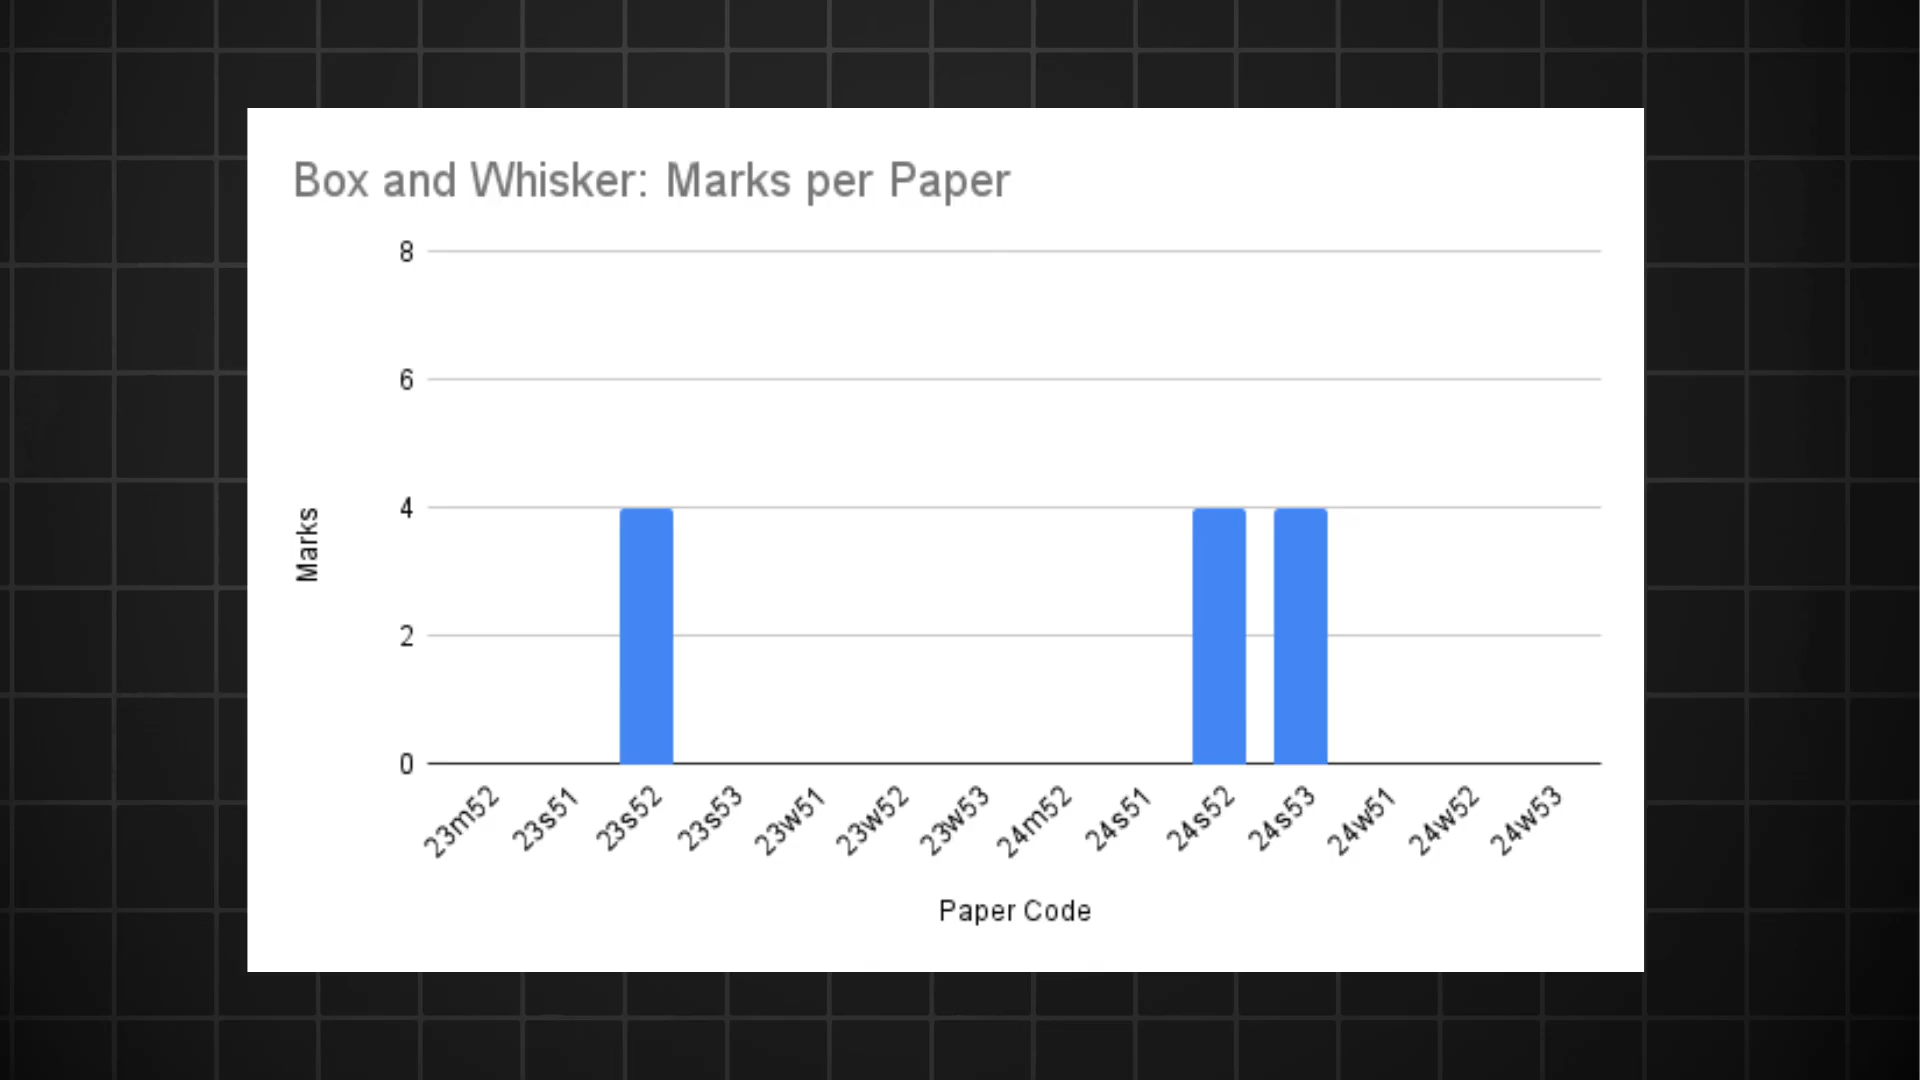 Box and Whisker: Marks per Paper
8
6
4
2
0
Marks
23m52
23s51
23s52
23s53
23w51
23w52
23w53
24m52
24s51
24s52
24s53
24w51
24w52
24w53
Paper Code